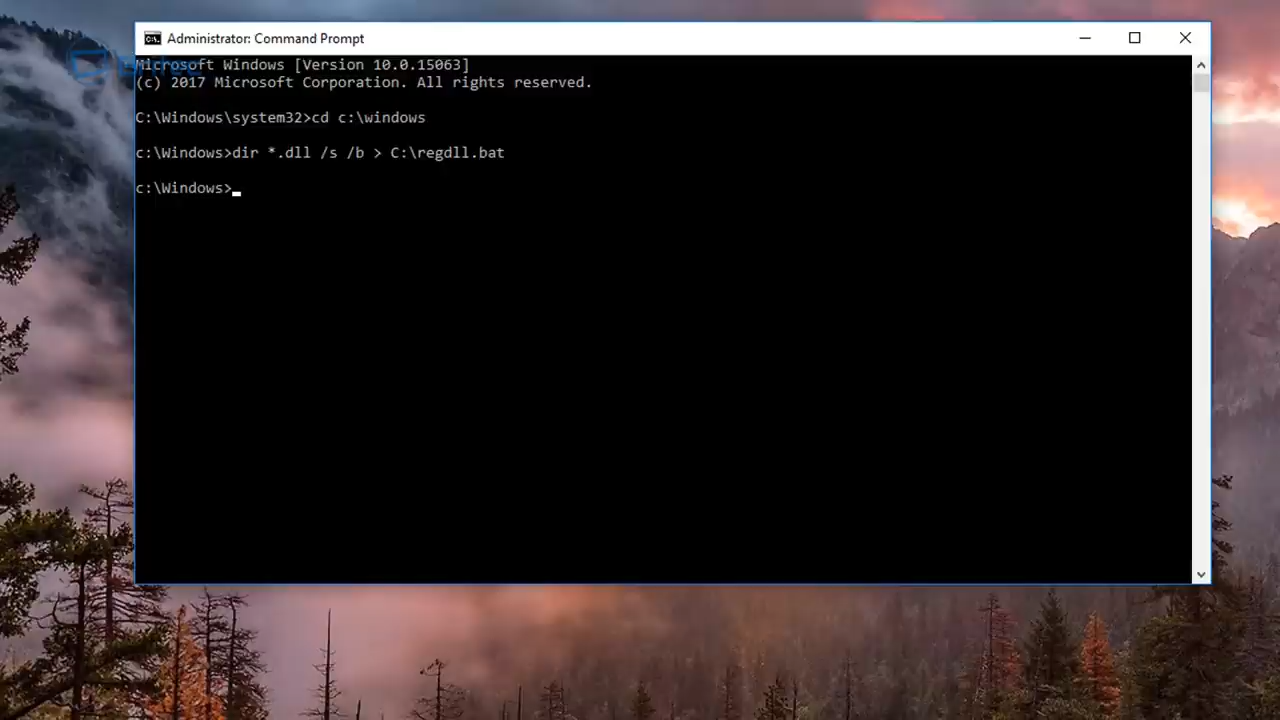 Administrator: Command Prompt
Microsoft Windows [Version 10.0.15063]
(c) 2017 Microsoft Corporation. All rights reserved.
C:\Windows\system32>cd c:\windows
c:\Windows>dir *.dll /s /b > C:\regdll.bat
c:\Windows>